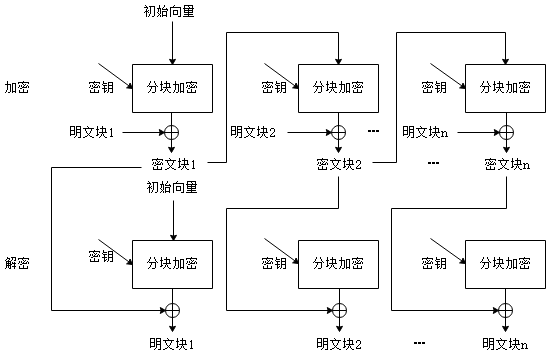 初始向量
加密
密钥
分块加密
密钥
分块加密
密钥
分块加密
明文块1
明文块2
---
明文块n
密文块1
密文块2
---
密文块n
初始向量
解密
密钥
分块加密
密钥
分块加密
密钥
分块加密
明文块1
明文块2
---
明文块n